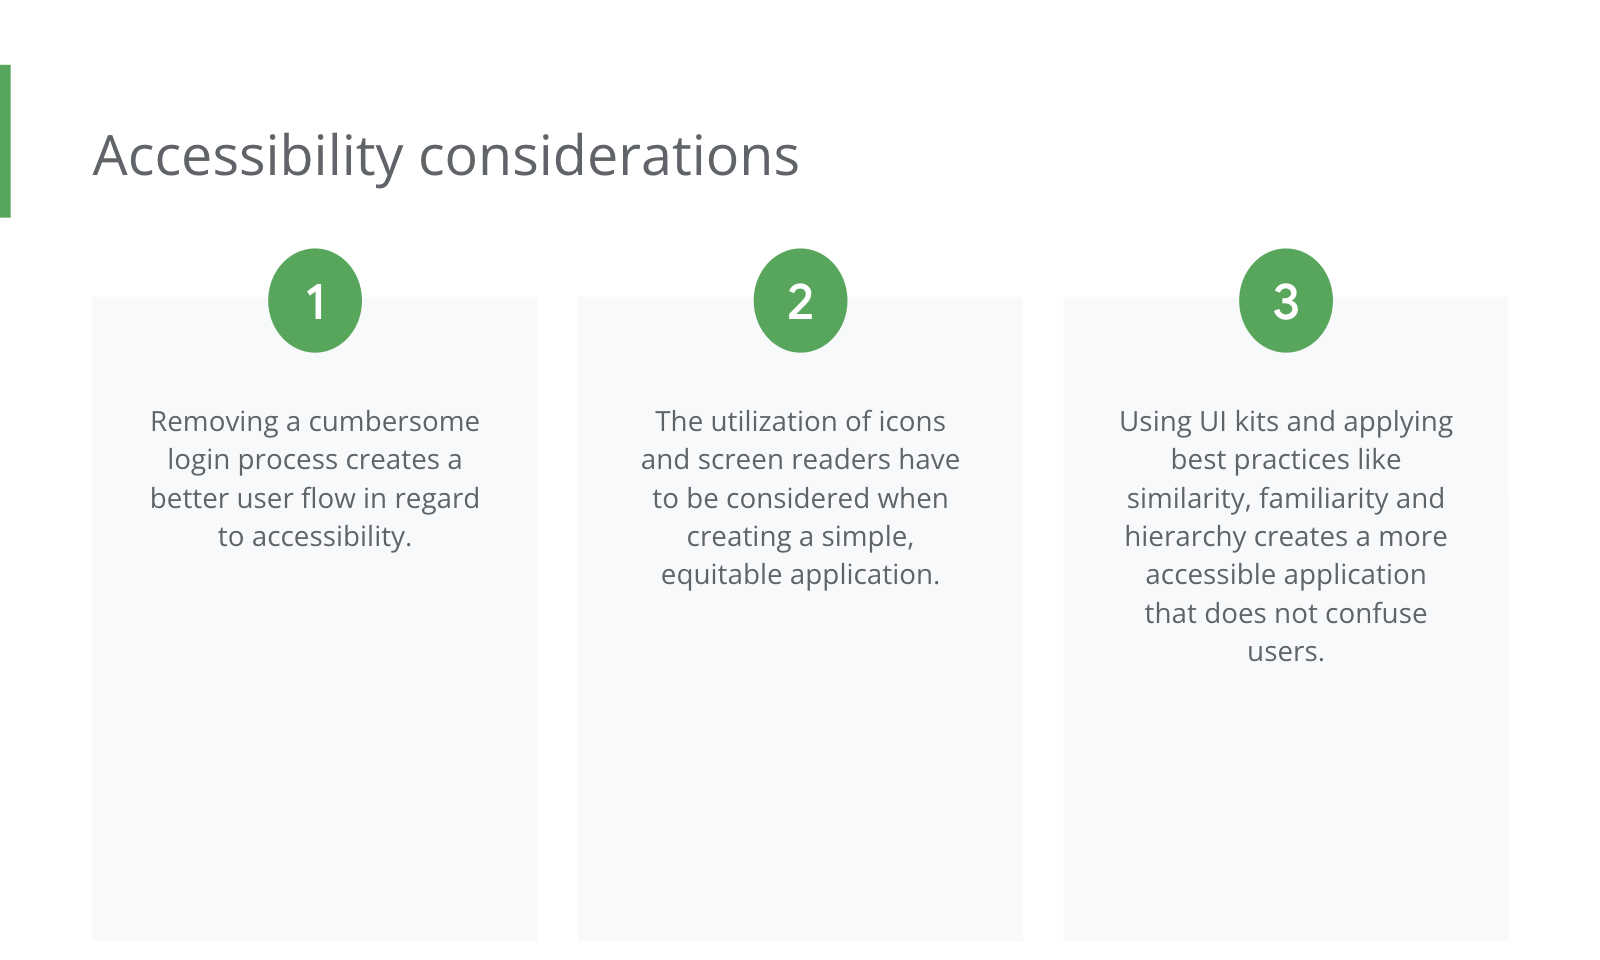 Accessibility considerations
1
Removing a cumbersome
login process creates a
better user flow in regard
to accessibility.
2
The utilization of icons
and screen readers have
to be considered when
creating a simple,
equitable application.
3
Using UI kits and applying
best practices like
similarity, familiarity and
hierarchy creates a more
accessible application
that does not confuse
users.